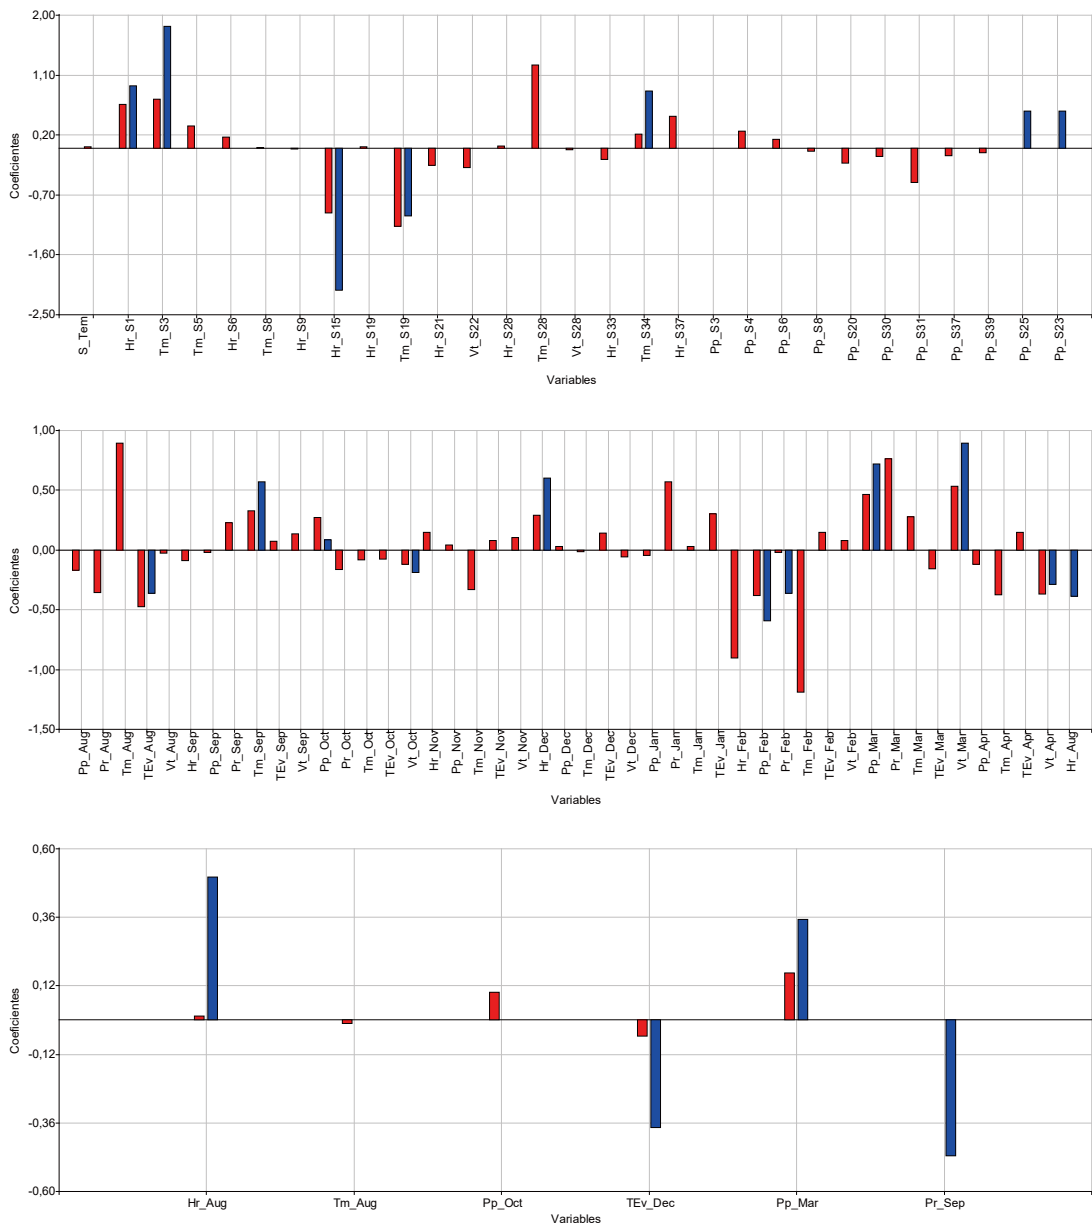 2,00
1,10
0,20
-0,70
-1,60
-2,50
Coeficientes
S_Tem
Hr_S1
Tm_S3
Tm_S5
Hr_S6
Tm_S8
Hr_S9
Hr_S15
Hr_S19
Tm_S19
Hr_S21
Vt_S22
Hr_S28
Tm_S28
Vt_S28
Hr_S33
Tm_S34
Hr_S37
Pp_S3
Pp_S4
Pp_S6
Pp_S8
Pp_S20
Pp_S30
Pp_S31
Pp_S37
Pp_S39
Pp_S25
Pp_S23
Variables
1,00
0,50
0,00
-0,50
-1,00
-1,50
Coeficientes
Pp_Aug
Pr_Aug
Tm_Aug
TEv_Aug
Vt_Aug
Hr_Sep
Pp_Sep
Pr_Sep
Tm_Sep
TEv_Sep
Vt_Sep
Pp_Oct
Pr_Oct
Tm_Oct
TEv_Oct
Vt_Oct
Hr_Nov
Pp_Nov
Tm_Nov
TEv_Nov
Vt_Nov
Hr_Dec
Pp_Dec
Tm_Dec
TEv_Dec
Vt_Dec
Pp_Jan
Pr_Jan
Tm_Jan
TEv_Jan
Hr_Feb
Pp_Feb
Pr_Feb
Tm_Feb
TEv_Feb
Vt_Feb
Pp_Mar
Pr_Mar
Tm_Mar
TEv_Mar
Vt_Mar
Pp_Apr
Tm_Apr
TEv_Apr
Vt_Apr
Hr_Aug
Variables
0,60
0,36
0,12
-0,12
-0,36
-0,60
Coeficientes
Hr_Aug
Tm_Aug
Pp_Oct
TEv_Dec
Pp_Mar
Pr_Sep
Variables